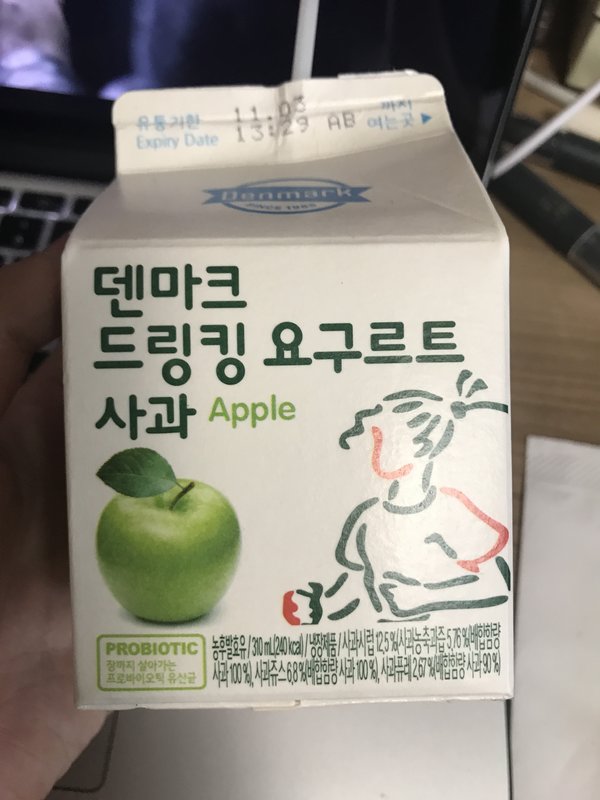 유통기한 11.03 까지
Expiry Date 13:29 AB 여는곳 ▶
Denmark
SINCE 1985
덴마크
드링킹 요구르트
사과 Apple
PROBIOTIC
장까지 살아가는
프로바이오틱 유산균
농후발효유 / 310 mL(240 kcal) / 냉장제품 / 사과시럽 12.5 %(사과농축과즙 5.76 %(배합함량
사과 100 %), 사과쥬스 6.8 %(배합함량 사과 100 %), 사과퓨레 2.67 %(배합함량 사과 90 %)